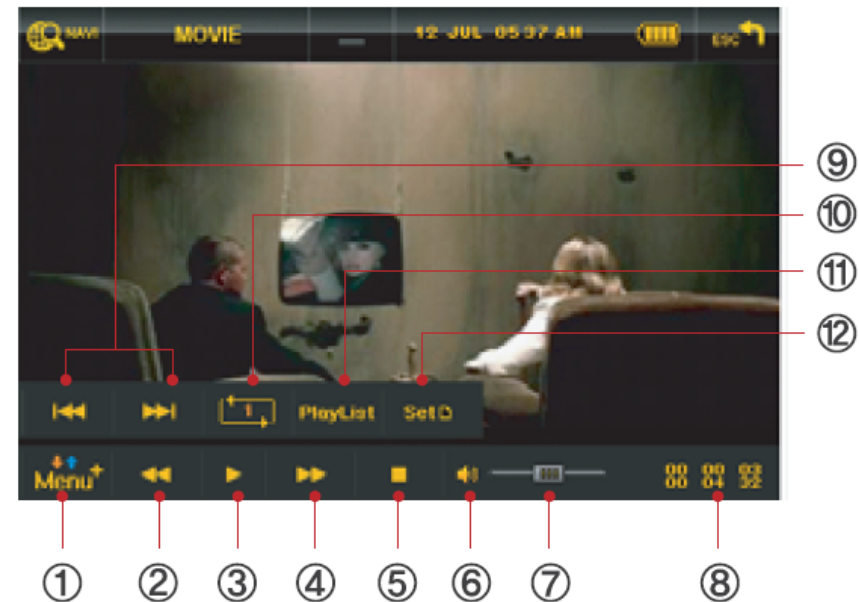 NAVI MOVIE 12 JUL 05 37 AM ESC
⑨
⑩
⑪
⑫
1 PlayList Set
Menu+ 00 00 03
00 04 32
① ② ③ ④ ⑤ ⑥ ⑦ ⑧